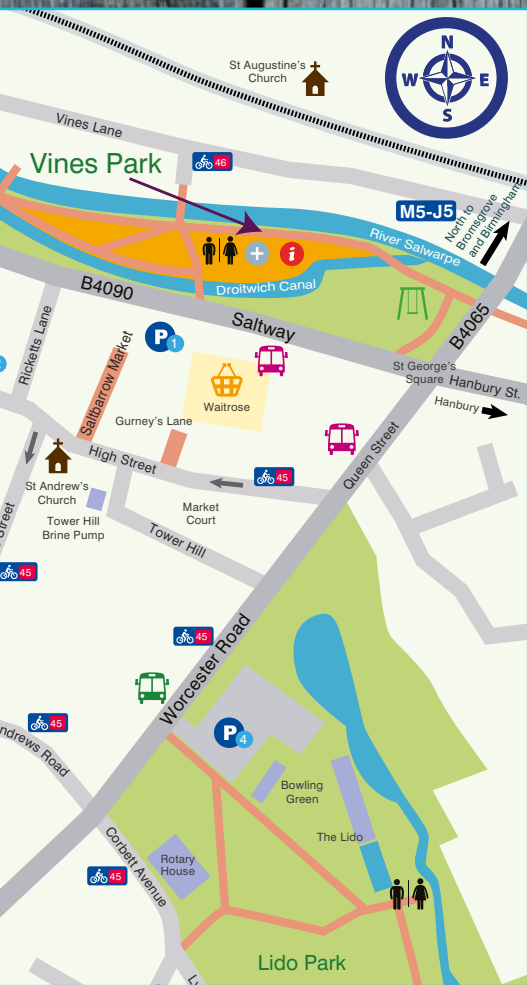 St Augustine's
Church
N
W
E
S
Vines Lane
46
Vines Park
M5-J5
North to
Bromsgrove
and Birmingham
River Salwarpe
i
Droitwich Canal
B4090
Saltway
B4065
Ricketts Lane
Saltbarrow Market
P
1
Waitrose
St George's
Square
Hanbury St.
Hanbury
Gurney's Lane
High Street
Queen Street
45
St Andrew's
Church
Market
Court
Tower Hill
Brine Pump
Tower Hill
Street
45
45
Worcester Road
45
ndrews Road
P
4
Bowling
Green
The Lido
Corbett Avenue
Rotary
House
45
Lido Park